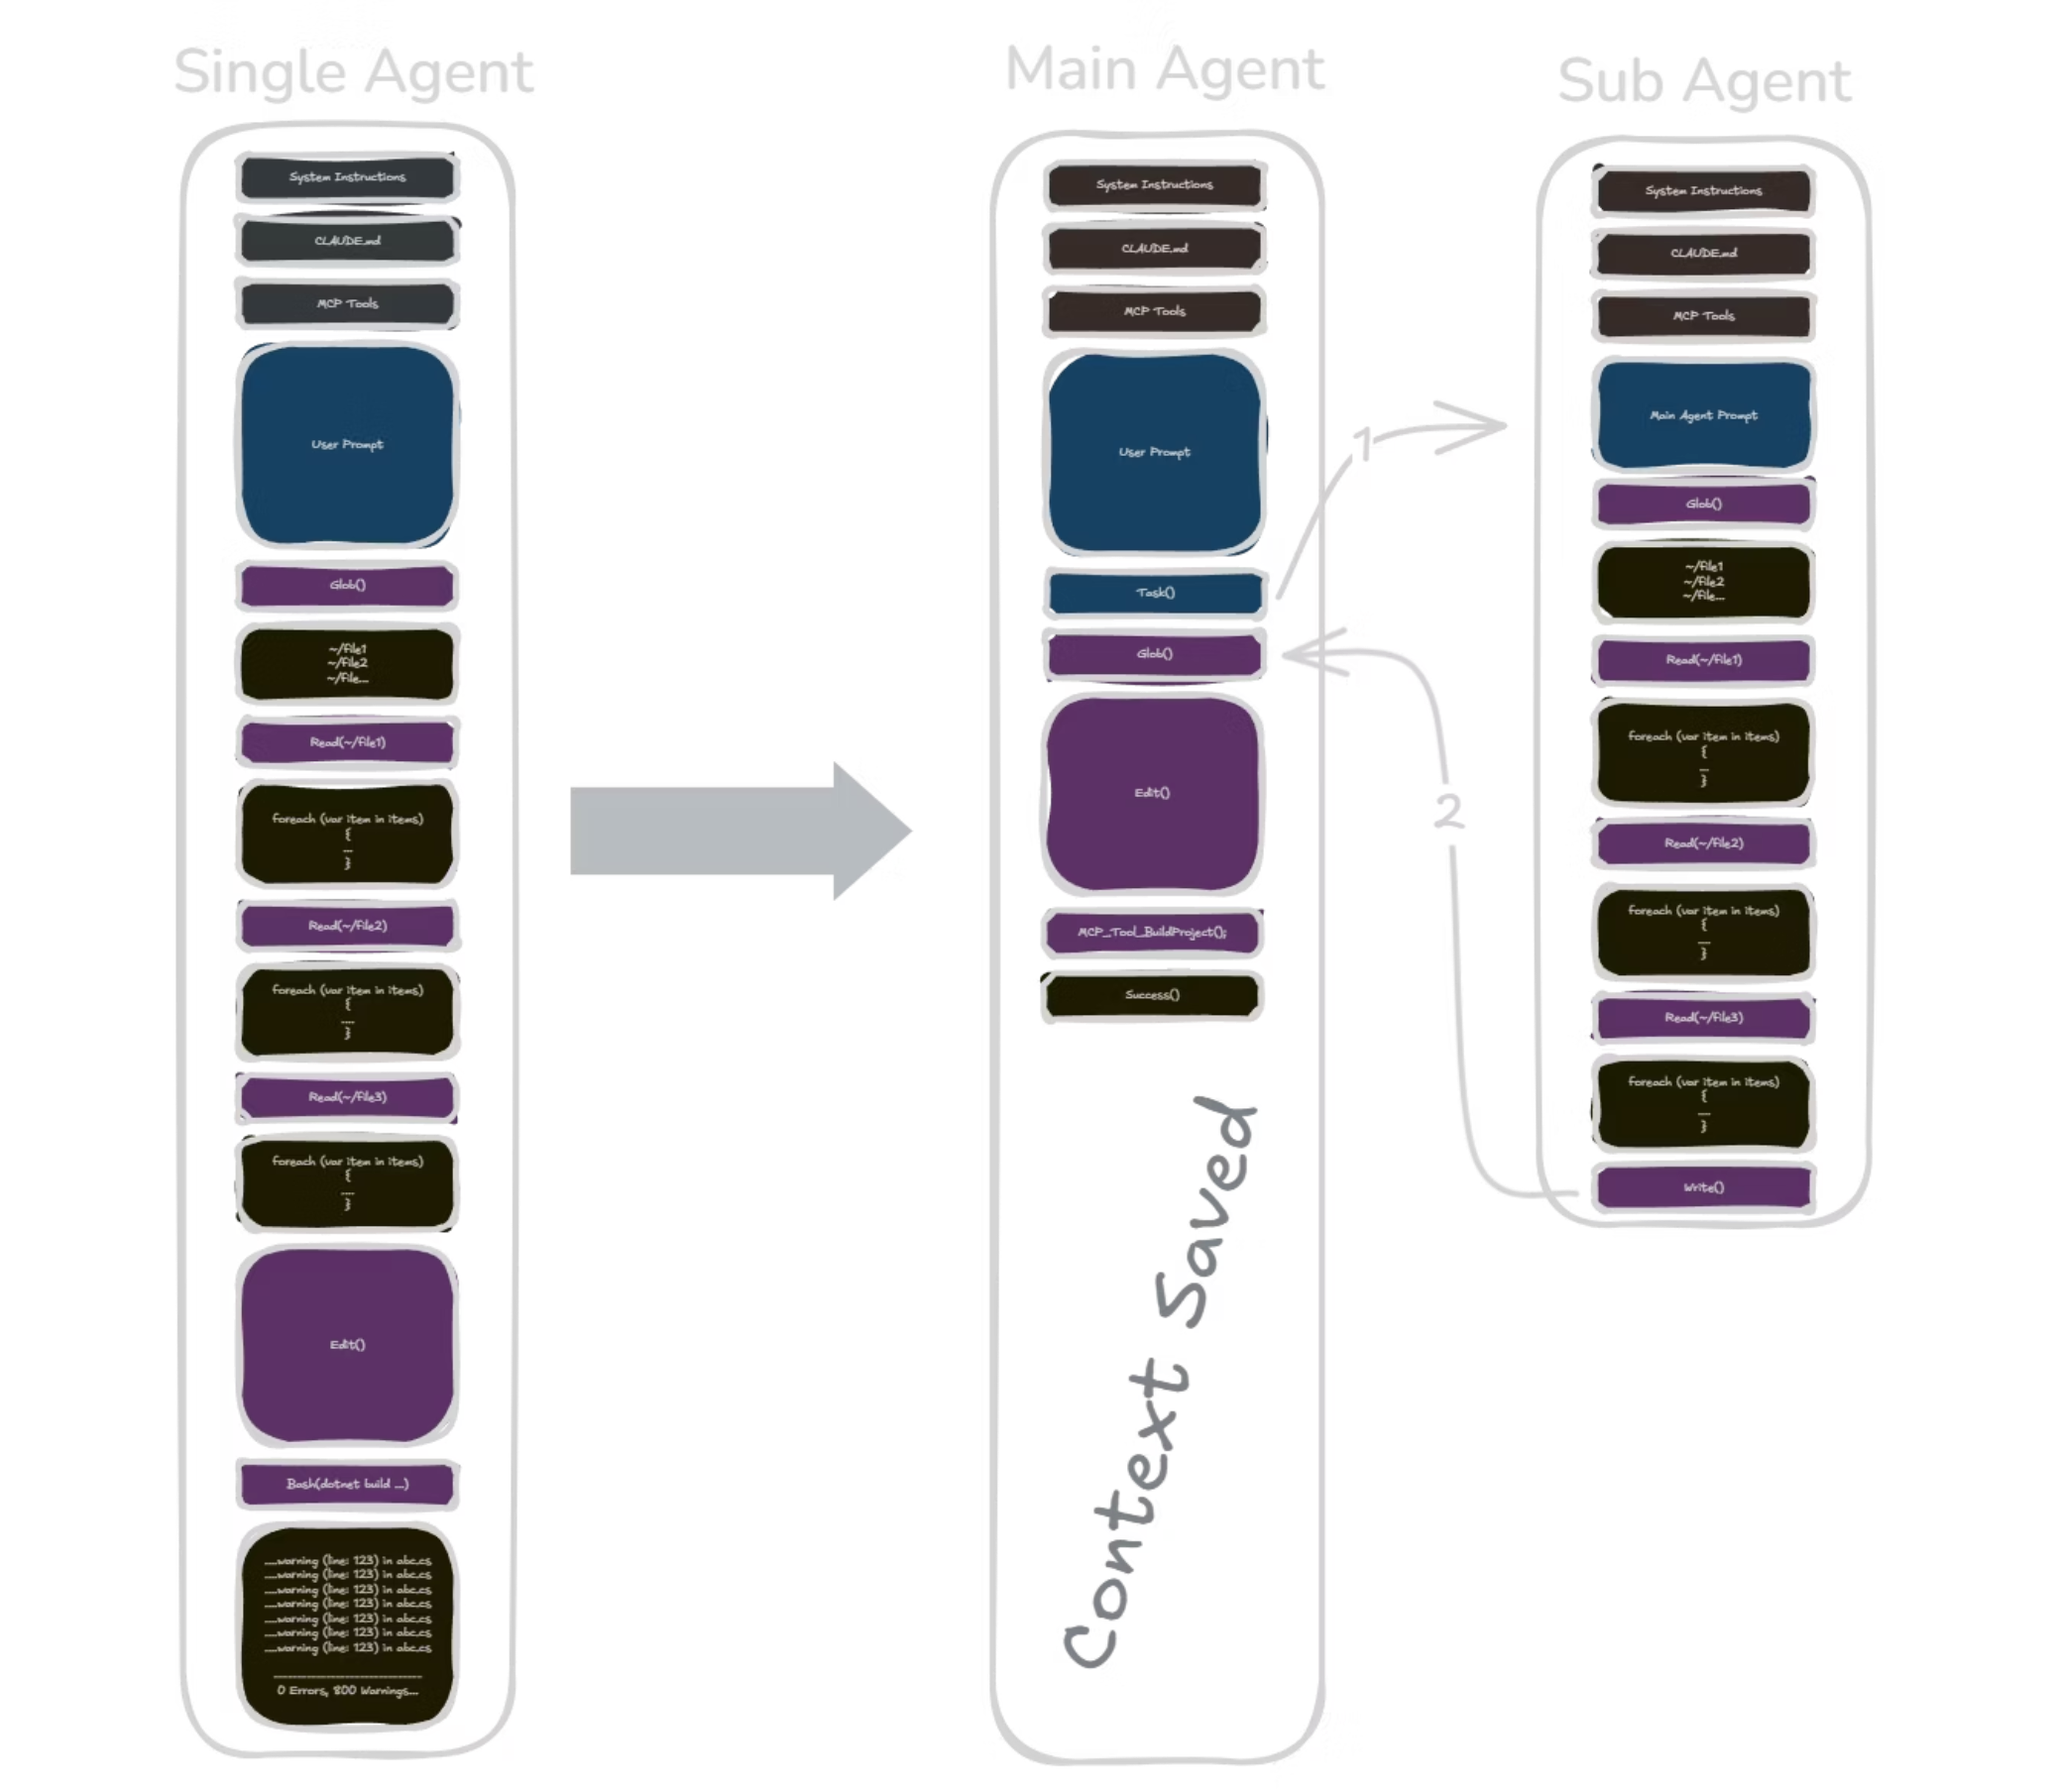 Single Agent
System Instructions
CLAUDE.md
MCP Tools
User Prompt
Glob()
~/file1
~/file2
~/file...
Read(~/file1)
foreach (var item in items)
{
...
}
Read(~/file2)
foreach (var item in items)
{
....
}
Read(~/file3)
foreach (var item in items)
{
....
}
Edit()
Bash(dotnet build ...)
....warning (line: 123) in abc.cs
....warning (line: 123) in abc.cs
....warning (line: 123) in abc.cs
....warning (line: 123) in abc.cs
....warning (line: 123) in abc.cs
....warning (line: 123) in abc.cs
....warning (line: 123) in abc.cs
0 Errors, 800 Warnings...
Main Agent
System Instructions
CLAUDE.md
MCP Tools
User Prompt
Task()
Glob()
Edit()
MCP_Tool_BuildProject();
Success()
Context Saved
1
2
Sub Agent
System Instructions
CLAUDE.md
MCP Tools
Main Agent Prompt
Glob()
~/file1
~/file2
~/file...
Read(~/file1)
foreach (var item in items)
{
...
}
Read(~/file2)
foreach (var item in items)
{
....
}
Read(~/file3)
foreach (var item in items)
{
....
}
Write()